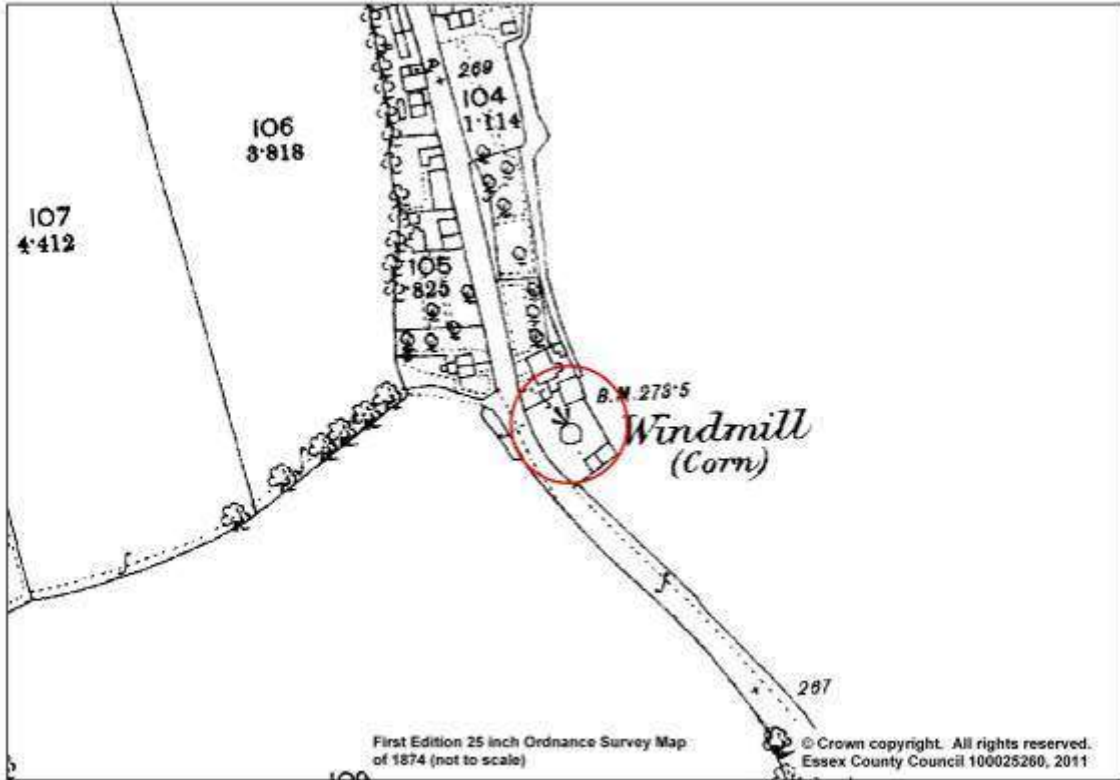 269
104
1·114
106
3·818
107
4·412
105
·825
B.M. 273·5
Windmill
(Corn)
267
First Edition 25 inch Ordnance Survey Map
of 1874 (not to scale)
© Crown copyright. All rights reserved.
Essex County Council 100025260, 2011